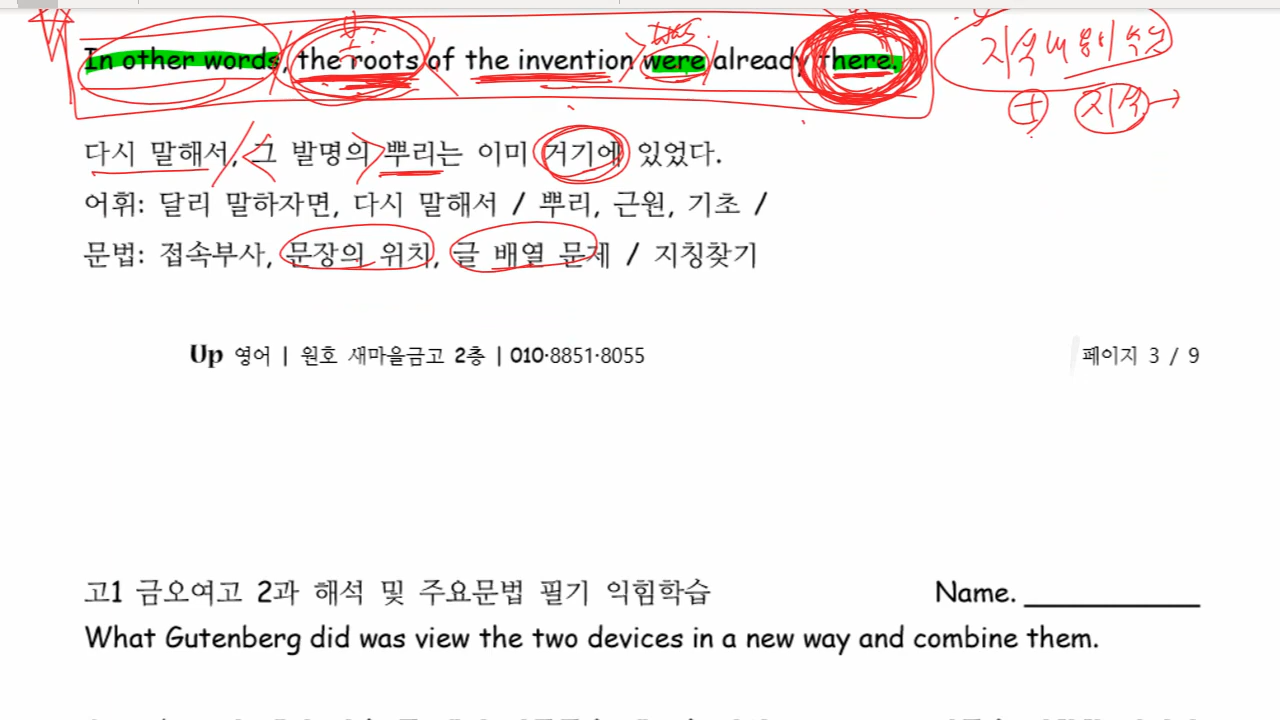 In other words, the roots of the invention were already there.
다시 말해서, 그 발명의 뿌리는 이미 거기에 있었다.
어휘: 달리 말하자면, 다시 말해서 / 뿌리, 근원, 기초 /
문법: 접속부사, 문장의 위치, 글 배열 문제 / 지칭찾기
Up 영어 | 원호 새마을금고 2층 | 010·8851·8055
페이지 3 / 9
고1 금오여고 2과 해석 및 주요문법 필기 익힘학습
Name. ___________
What Gutenberg did was view the two devices in a new way and combine them.